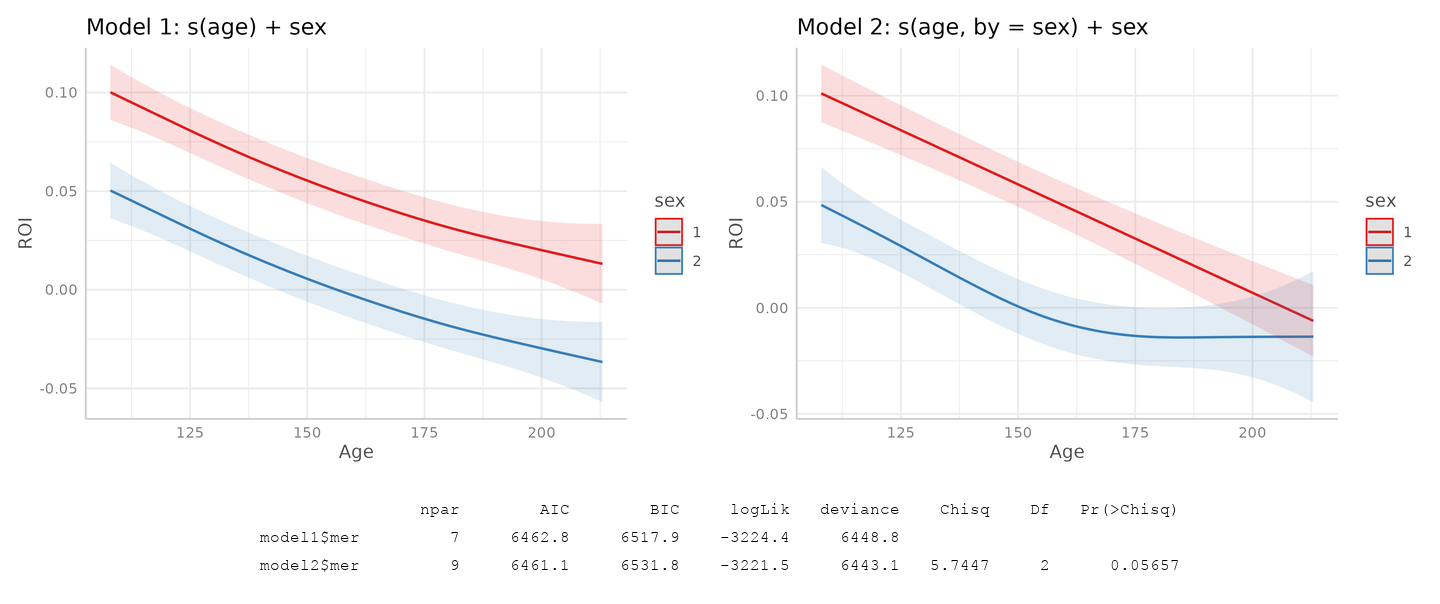 Model 1: s(age) + sex
ROI
0.10
0.05
0.00
-0.05
125 150 175 200
Age
sex
1
2
Model 2: s(age, by = sex) + sex
ROI
0.10
0.05
0.00
-0.05
125 150 175 200
Age
sex
1
2
npar AIC BIC logLik deviance Chisq Df Pr(>Chisq)
model1$mer 7 6462.8 6517.9 -3224.4 6448.8
model2$mer 9 6461.1 6531.8 -3221.5 6443.1 5.7447 2 0.05657